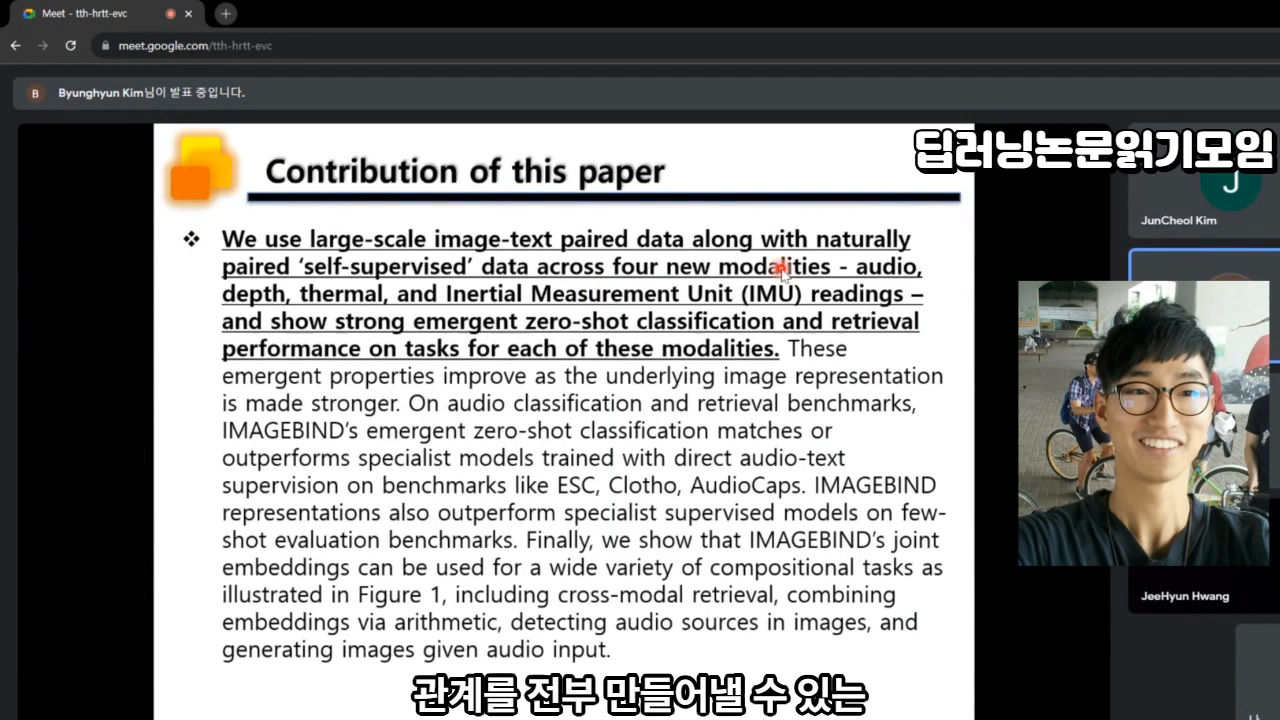 Meet - tth-hrtt-evc
meet.google.com/tth-hrtt-evc
B Byunghyun Kim님이 발표 중입니다.
딥러닝논문읽기모임
Contribution of this paper
❖ We use large-scale image-text paired data along with naturally
paired ‘self-supervised’ data across four new modalities - audio,
depth, thermal, and Inertial Measurement Unit (IMU) readings –
and show strong emergent zero-shot classification and retrieval
performance on tasks for each of these modalities. These
emergent properties improve as the underlying image representation
is made stronger. On audio classification and retrieval benchmarks,
IMAGEBIND’s emergent zero-shot classification matches or
outperforms specialist models trained with direct audio-text
supervision on benchmarks like ESC, Clotho, AudioCaps. IMAGEBIND
representations also outperform specialist supervised models on few-
shot evaluation benchmarks. Finally, we show that IMAGEBIND’s joint
embeddings can be used for a wide variety of compositional tasks as
illustrated in Figure 1, including cross-modal retrieval, combining
embeddings via arithmetic, detecting audio sources in images, and
generating images given audio input.
J
JunCheol Kim
JeeHyun Hwang
관계를 전부 만들어낼 수 있는